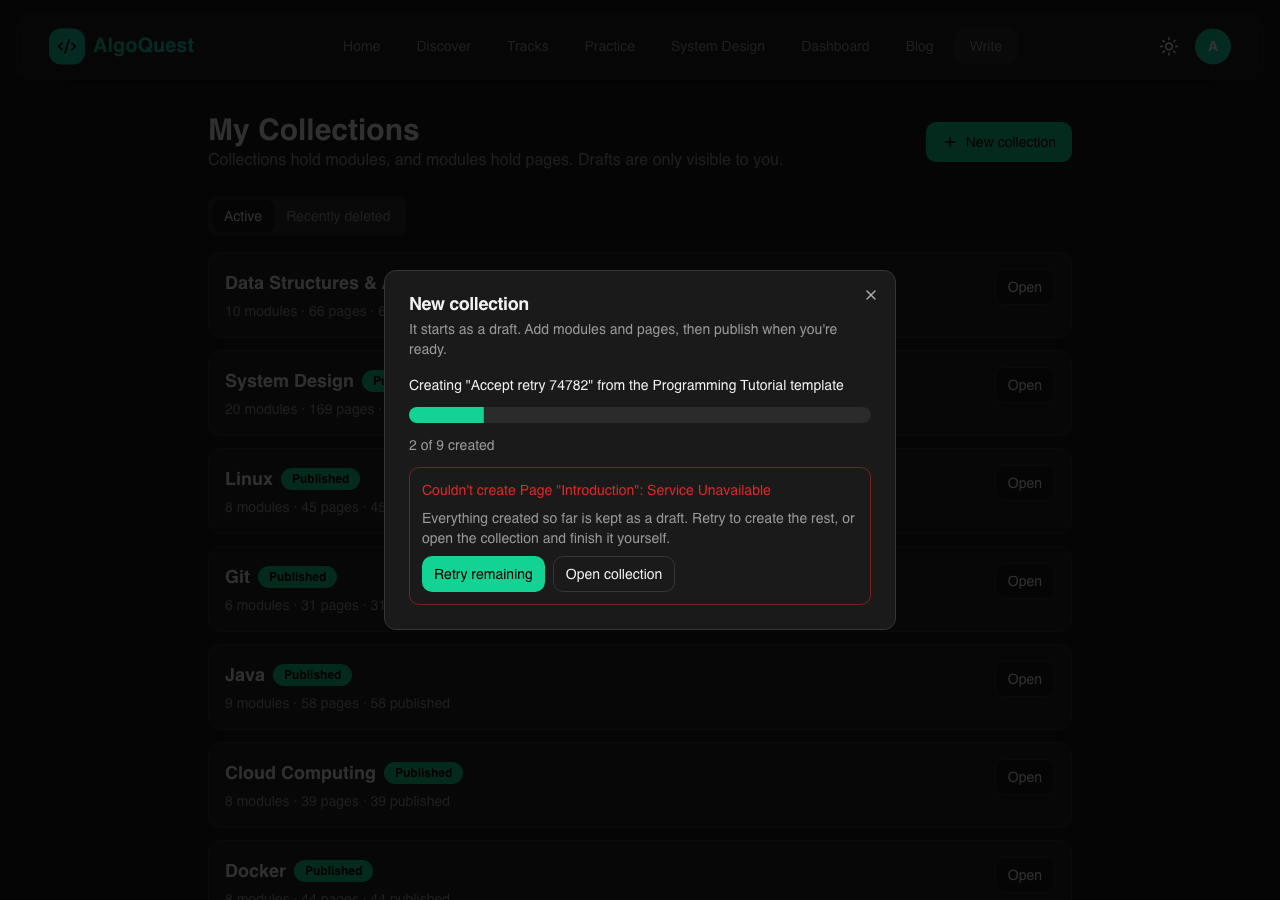 AlgoQuest
Home
Discover
Tracks
Practice
System Design
Dashboard
Blog
Write
A
My Collections
Collections hold modules, and modules hold pages. Drafts are only visible to you.
New collection
Active
Recently deleted
Data Structures &
10 modules · 66 pages · 6
Open
System Design
20 modules · 169 pages ·
Open
Linux
Published
8 modules · 45 pages · 45
Open
Git
Published
6 modules · 31 pages · 31
Open
New collection
It starts as a draft. Add modules and pages, then publish when you're
ready.
Creating "Accept retry 74782" from the Programming Tutorial template
2 of 9 created
Couldn't create Page "Introduction": Service Unavailable
Everything created so far is kept as a draft. Retry to create the rest, or
open the collection and finish it yourself.
Retry remaining
Open collection
Java
Published
9 modules · 58 pages · 58 published
Open
Cloud Computing
Published
8 modules · 39 pages · 39 published
Open
Docker
Published
8 modules · 44 pages · 44 published
Open